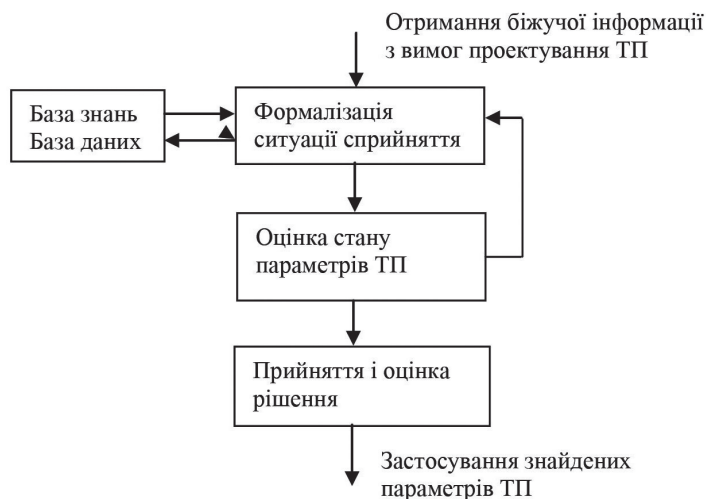 Отримання біжучої інформації
з вимог проектування ТП
База знань
База даних
Формалізація
ситуації сприйняття
Оцінка стану
параметрів ТП
Прийняття і оцінка
рішення
Застосування знайдених
параметрів ТП